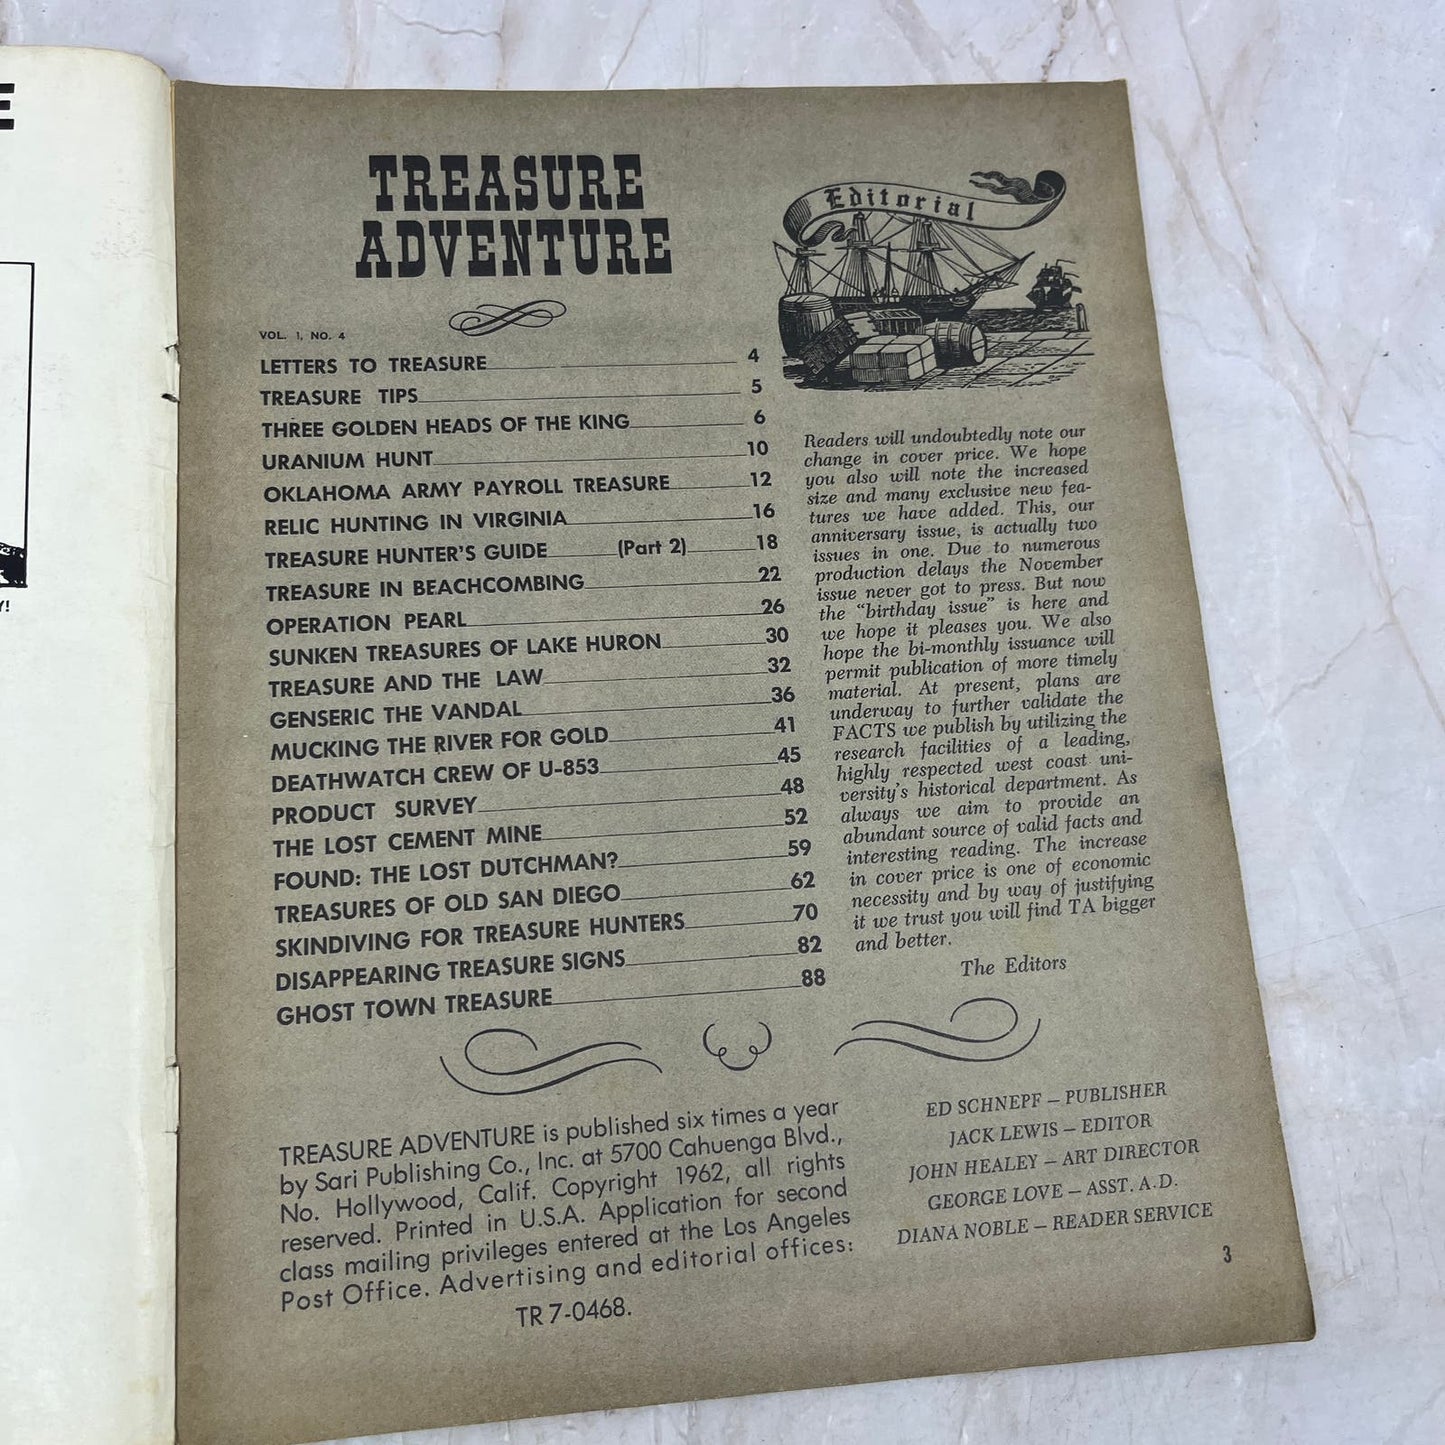 E
Y!
TREASURE
ADVENTURE
VOL. 1, NO. 4
LETTERS TO TREASURE 4
TREASURE TIPS 5
THREE GOLDEN HEADS OF THE KING 6
URANIUM HUNT 10
OKLAHOMA ARMY PAYROLL TREASURE 12
RELIC HUNTING IN VIRGINIA 16
TREASURE HUNTER'S GUIDE (Part 2) 18
TREASURE IN BEACHCOMBING 22
OPERATION PEARL 26
SUNKEN TREASURES OF LAKE HURON 30
TREASURE AND THE LAW 32
GENSERIC THE VANDAL 36
MUCKING THE RIVER FOR GOLD 41
DEATHWATCH CREW OF U-853 45
PRODUCT SURVEY 48
THE LOST CEMENT MINE 52
FOUND: THE LOST DUTCHMAN? 59
TREASURES OF OLD SAN DIEGO 62
SKINDIVING FOR TREASURE HUNTERS 70
DISAPPEARING TREASURE SIGNS 82
GHOST TOWN TREASURE 88
Editorial
Readers will undoubtedly note our
change in cover price. We hope
you also will note the increased
size and many exclusive new fea-
tures we have added. This, our
anniversary issue, is actually two
issues in one. Due to numerous
production delays the November
issue never got to press. But now
the "birthday issue" is here and
we hope it pleases you. We also
hope the bi-monthly issuance will
permit publication of more timely
material. At present, plans are
underway to further validate the
FACTS we publish by utilizing the
research facilities of a leading,
highly respected west coast uni-
versity's historical department. As
always we aim to provide an
abundant source of valid facts and
interesting reading. The increase
in cover price is one of economic
necessity and by way of justifying
it we trust you will find TA bigger
and better.
The Editors
TREASURE ADVENTURE is published six times a year
by Sari Publishing Co., Inc. at 5700 Cahuenga Blvd.,
No. Hollywood, Calif. Copyright 1962, all rights
reserved. Printed in U.S.A. Application for second
class mailing privileges entered at the Los Angeles
Post Office. Advertising and editorial offices:
TR 7-0468.
ED SCHNEPF — PUBLISHER
JACK LEWIS — EDITOR
JOHN HEALEY — ART DIRECTOR
GEORGE LOVE — ASST. A.D.
DIANA NOBLE — READER SERVICE
3